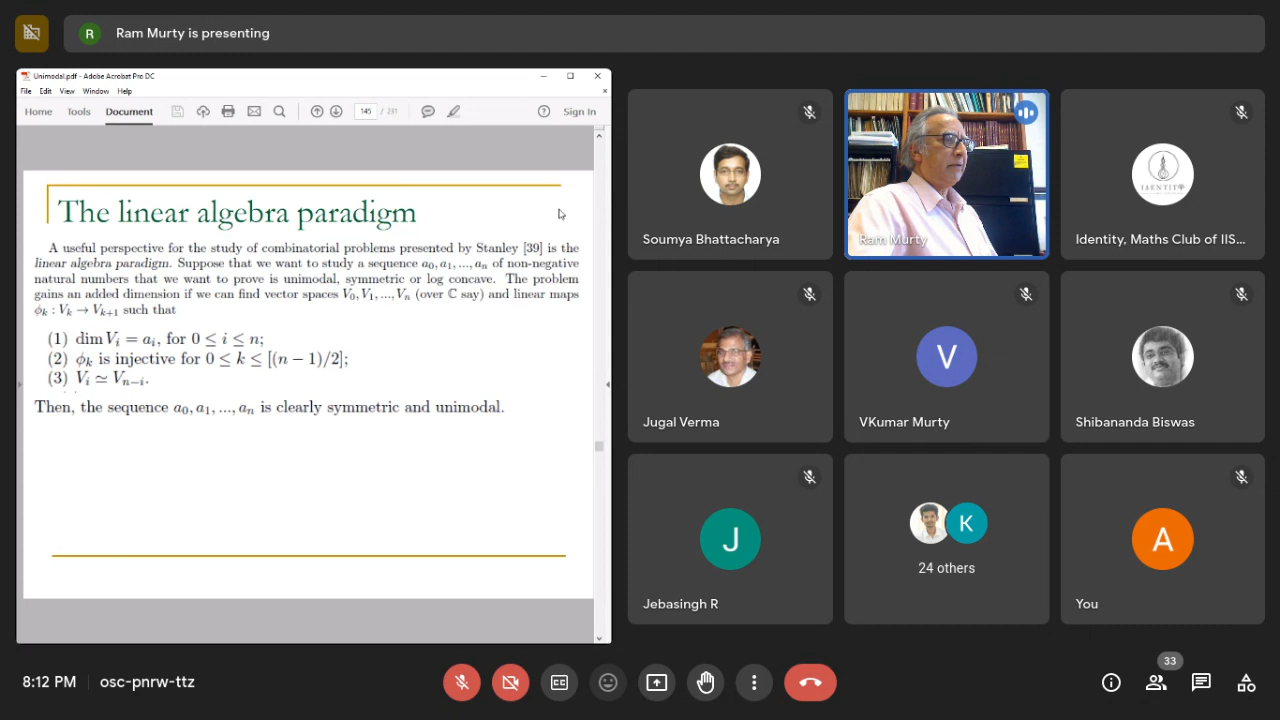 R Ram Murty is presenting
Unimodal.pdf - Adobe Acrobat Pro DC
File Edit View Window Help
Home Tools Document 145 / 231 Sign In
The linear algebra paradigm
A useful perspective for the study of combinatorial problems presented by Stanley [39] is the
linear algebra paradigm. Suppose that we want to study a sequence a₀, a₁, ..., aₙ of non-negative
natural numbers that we want to prove is unimodal, symmetric or log concave. The problem
gains an added dimension if we can find vector spaces V₀, V₁, ..., Vₙ (over ℂ say) and linear maps
ϕₖ : Vₖ → Vₖ₊₁ such that
(1) dim Vᵢ = aᵢ, for 0 ≤ i ≤ n;
(2) ϕₖ is injective for 0 ≤ k ≤ [(n − 1)/2];
(3) Vᵢ ≃ Vₙ₋ᵢ.
Then, the sequence a₀, a₁, ..., aₙ is clearly symmetric and unimodal.
Soumya Bhattacharya
Ram Murty
Identity, Maths Club of IIS...
Jugal Verma
V
VKumar Murty
Shibananda Biswas
J
Jebasingh R
K
24 others
A
You
8:12 PM | osc-pnrw-ttz
33